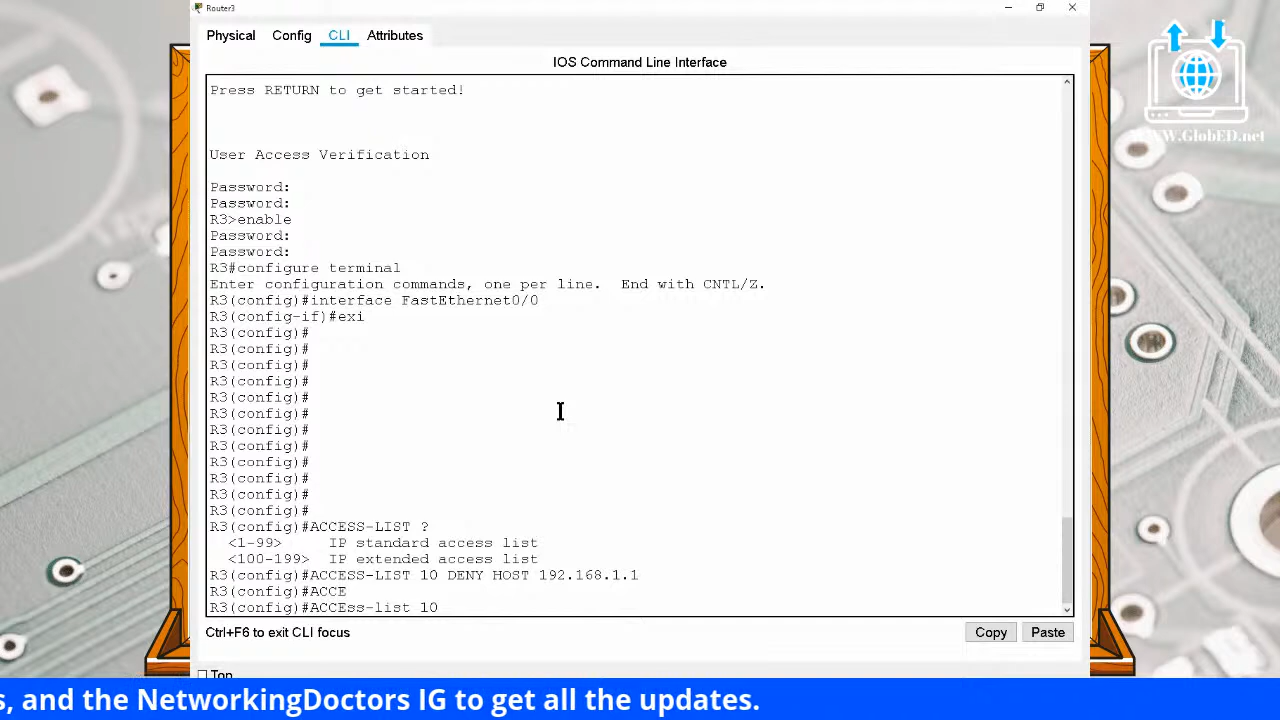 Router3
Physical Config CLI Attributes
IOS Command Line Interface
Press RETURN to get started!
User Access Verification
Password:
Password:
R3>enable
Password:
Password:
R3#configure terminal
Enter configuration commands, one per line. End with CNTL/Z.
R3(config)#interface FastEthernet0/0
R3(config-if)#exi
R3(config)#
R3(config)#
R3(config)#
R3(config)#
R3(config)#
R3(config)#
R3(config)#
R3(config)#
R3(config)#
R3(config)#
R3(config)#
R3(config)#
R3(config)#ACCESS-LIST ?
<1-99> IP standard access list
<100-199> IP extended access list
R3(config)#ACCESS-LIST 10 DENY HOST 192.168.1.1
R3(config)#ACCE
R3(config)#ACCEss-list 10
Ctrl+F6 to exit CLI focus
Copy Paste
Top
WWW.GlobED.net
s, and the NetworkingDoctors IG to get all the updates.